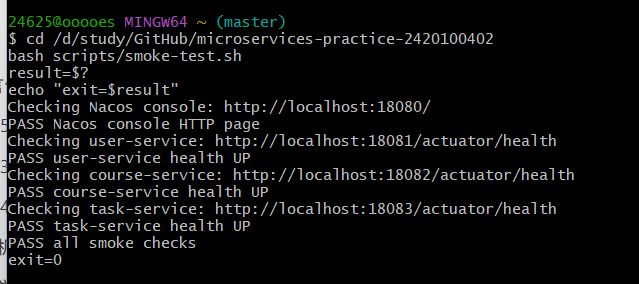 24625@ooooes MINGW64 ~ (master)
$ cd /d/study/GitHub/microservices-practice-2420100402
bash scripts/smoke-test.sh
result=$?
echo "exit=$result"
Checking Nacos console: http://localhost:18080/
PASS Nacos console HTTP page
Checking user-service: http://localhost:18081/actuator/health
PASS user-service health UP
Checking course-service: http://localhost:18082/actuator/health
PASS course-service health UP
Checking task-service: http://localhost:18083/actuator/health
PASS task-service health UP
PASS all smoke checks
exit=0